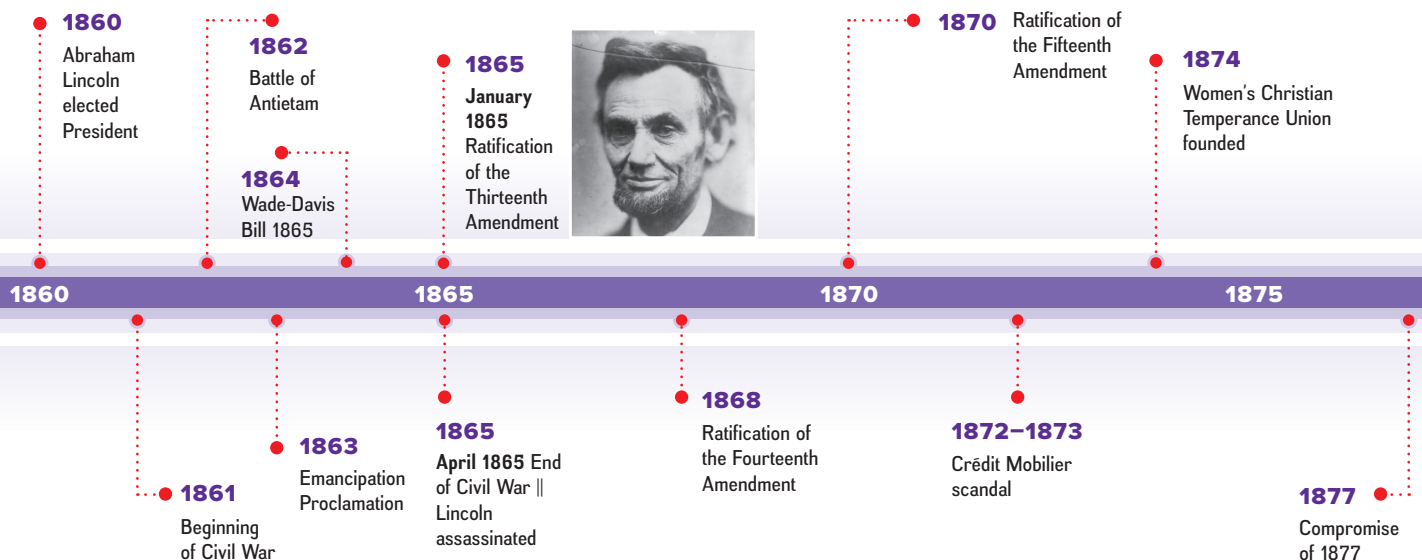 1860
Abraham
Lincoln
elected
President
1862
Battle of
Antietam
1864
Wade-Davis
Bill 1865
1865
January
1865
Ratification
of the
Thirteenth
Amendment
1870 Ratification of
the Fifteenth
Amendment
1874
Women's Christian
Temperance Union
founded
1860 1865 1870 1875
1861
Beginning
of Civil War
1863
Emancipation
Proclamation
1865
April 1865 End
of Civil War ||
Lincoln
assassinated
1868
Ratification of
the Fourteenth
Amendment
1872–1873
Crédit Mobilier
scandal
1877
Compromise
of 1877